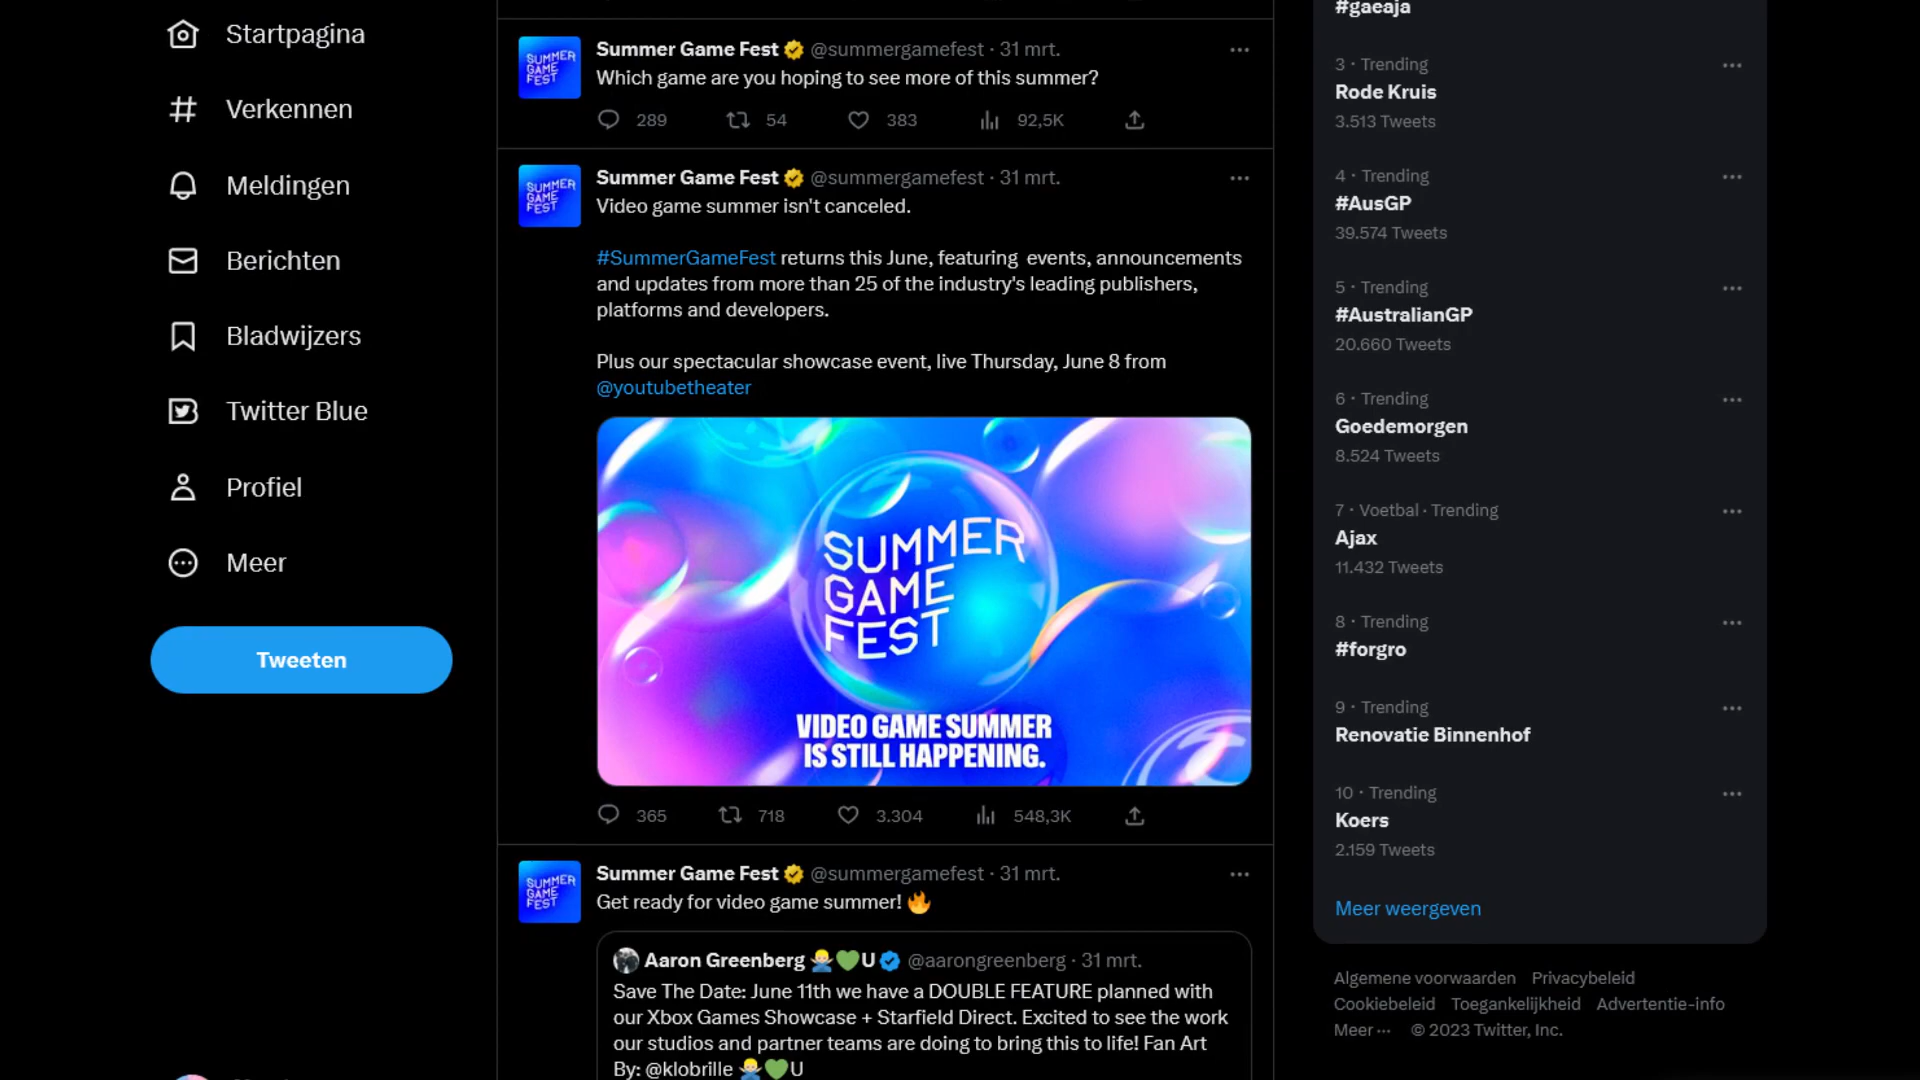 Startpagina
Verkennen
Meldingen
Berichten
Bladwijzers
Twitter Blue
Profiel
Meer
Tweeten
Summer Game Fest @summergamefest · 31 mrt.
Which game are you hoping to see more of this summer?
289 54 383 92,5K
SUMMER
GAME
FEST
Summer Game Fest @summergamefest · 31 mrt.
Video game summer isn't canceled.
#SummerGameFest returns this June, featuring events, announcements
and updates from more than 25 of the industry's leading publishers,
platforms and developers.
Plus our spectacular showcase event, live Thursday, June 8 from
@youtubetheater
SUMMER
GAME
FEST
SUMMER
GAME
FEST
VIDEO GAME SUMMER
IS STILL HAPPENING.
365 718 3.304 548,3K
SUMMER
GAME
FEST
Summer Game Fest @summergamefest · 31 mrt.
Get ready for video game summer! 🔥
Aaron Greenberg 🙅🏼‍♂️💚U @aarongreenberg · 31 mrt.
Save The Date: June 11th we have a DOUBLE FEATURE planned with
our Xbox Games Showcase + Starfield Direct. Excited to see the work
our studios and partner teams are doing to bring this to life! Fan Art
By: @klobrille 🙅🏼‍♂️💚U
#gaeaja
3 · Trending
Rode Kruis
3.513 Tweets
4 · Trending
#AusGP
39.574 Tweets
5 · Trending
#AustralianGP
20.660 Tweets
6 · Trending
Goedemorgen
8.524 Tweets
7 · Voetbal · Trending
Ajax
11.432 Tweets
8 · Trending
#forgro
9 · Trending
Renovatie Binnenhof
10 · Trending
Koers
2.159 Tweets
Meer weergeven
Algemene voorwaarden Privacybeleid
Cookiebeleid Toegankelijkheid Advertentie-info
Meer ··· © 2023 Twitter, Inc.